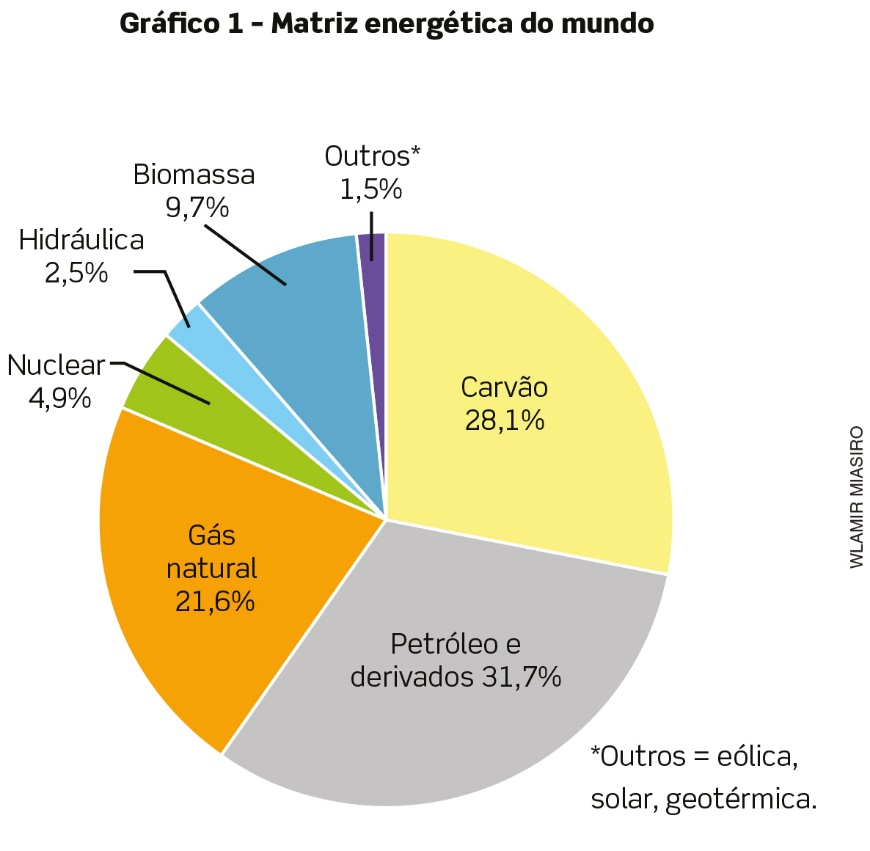 Gráfico 1 - Matriz energética do mundo
Outros*
1,5%
Biomassa
9,7%
Hidráulica
2,5%
Nuclear
4,9%
Carvão
28,1%
Gás
natural
21,6%
Petróleo e
derivados 31,7%
*Outros = eólica,
solar, geotérmica.
WLAMIR MIASIRO